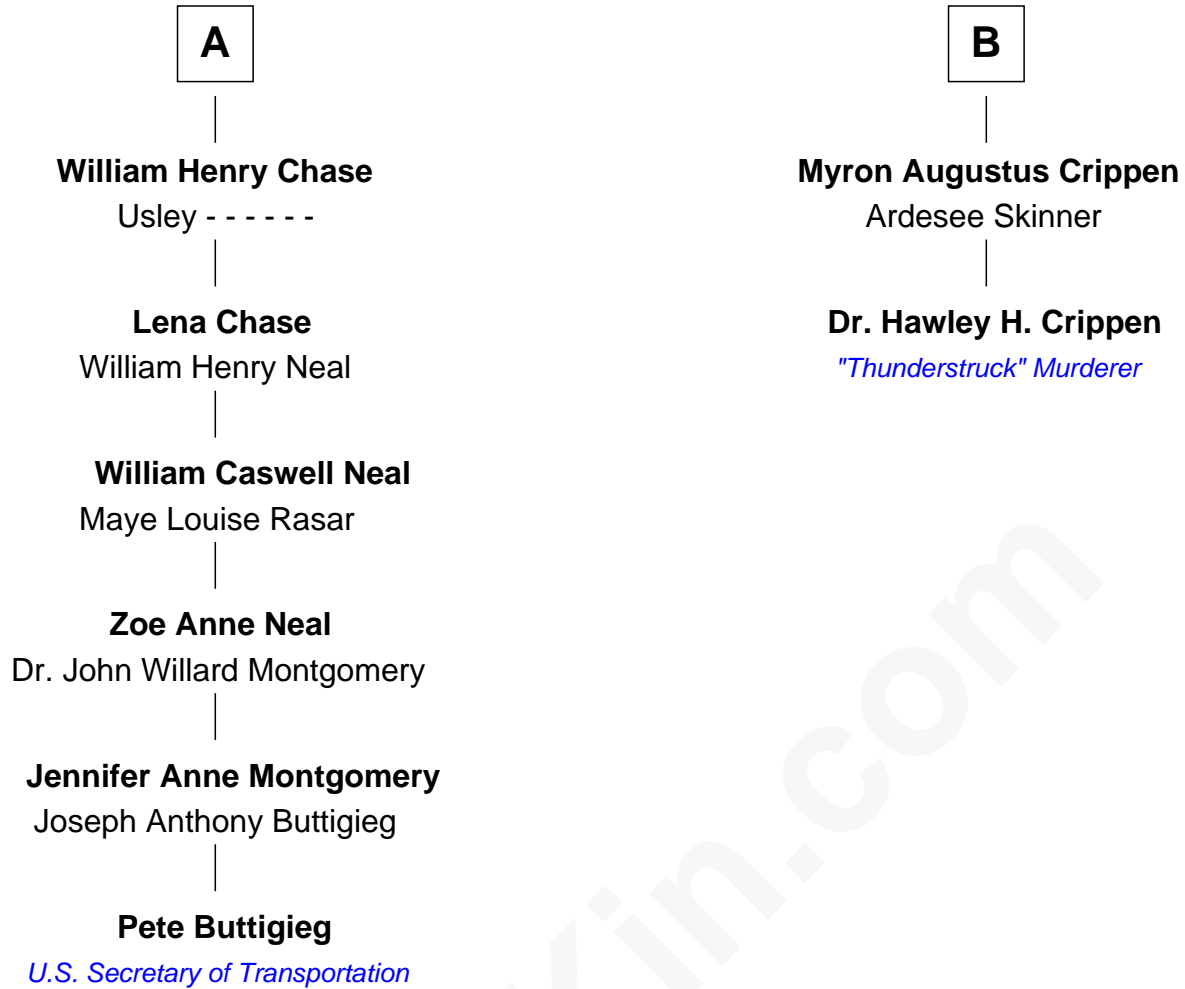 A
William Henry Chase
Usley - - - - - -
Lena Chase
William Henry Neal
William Caswell Neal
Maye Louise Rasar
Zoe Anne Neal
Dr. John Willard Montgomery
Jennifer Anne Montgomery
Joseph Anthony Buttigieg
Pete Buttigieg
U.S. Secretary of Transportation
B
Myron Augustus Crippen
Ardesee Skinner
Dr. Hawley H. Crippen
"Thunderstruck" Murderer
kin.com